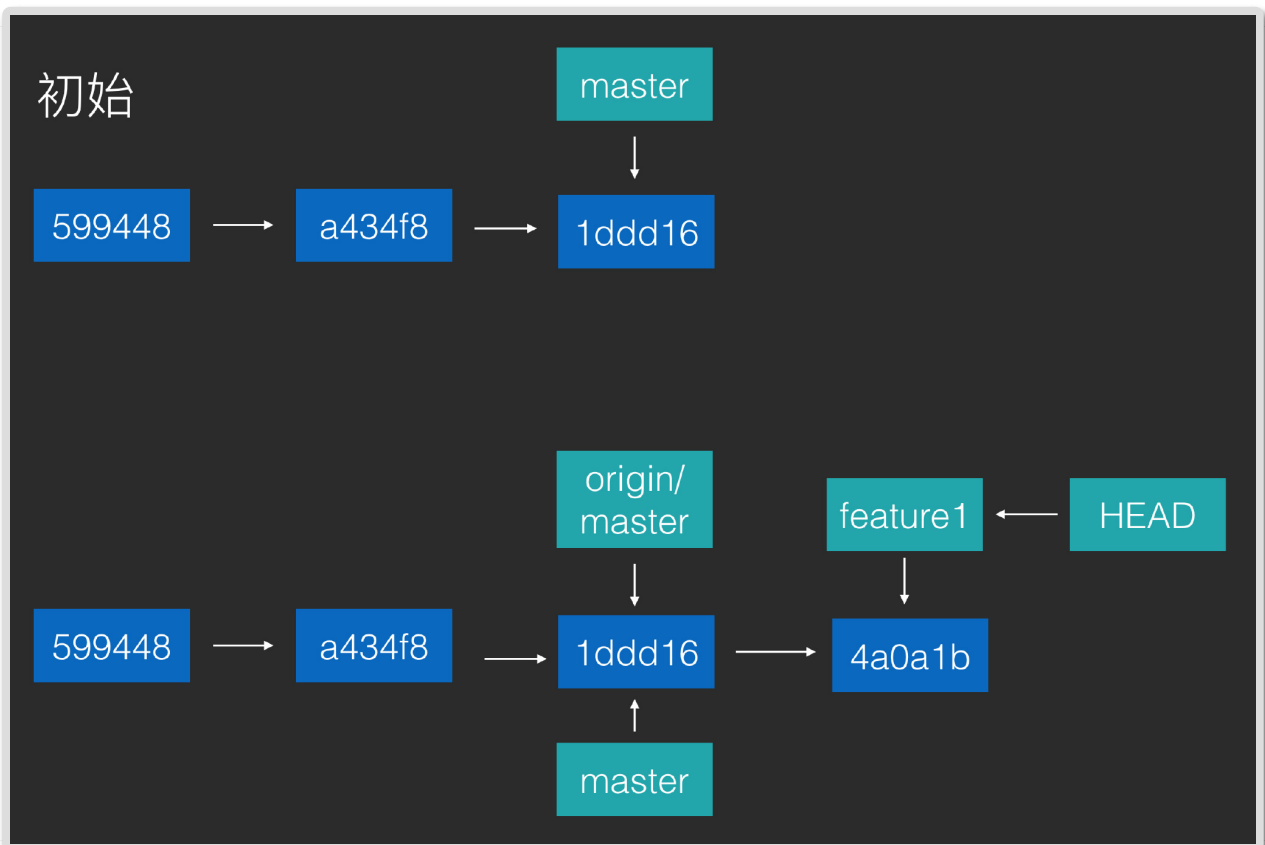 初始
master
599448
a434f8
1ddd16
origin/
master
feature1
HEAD
599448
a434f8
1ddd16
4a0a1b
master